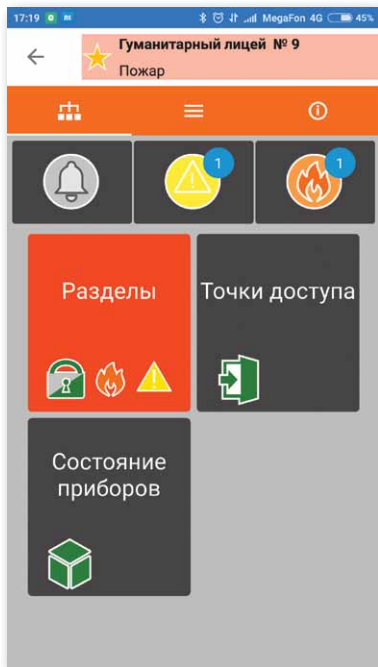 17:19 MegaFon 4G 45%
Гуманитарный лицей № 9
Пожар
1 1
Разделы Точки доступа
Состояние
приборов